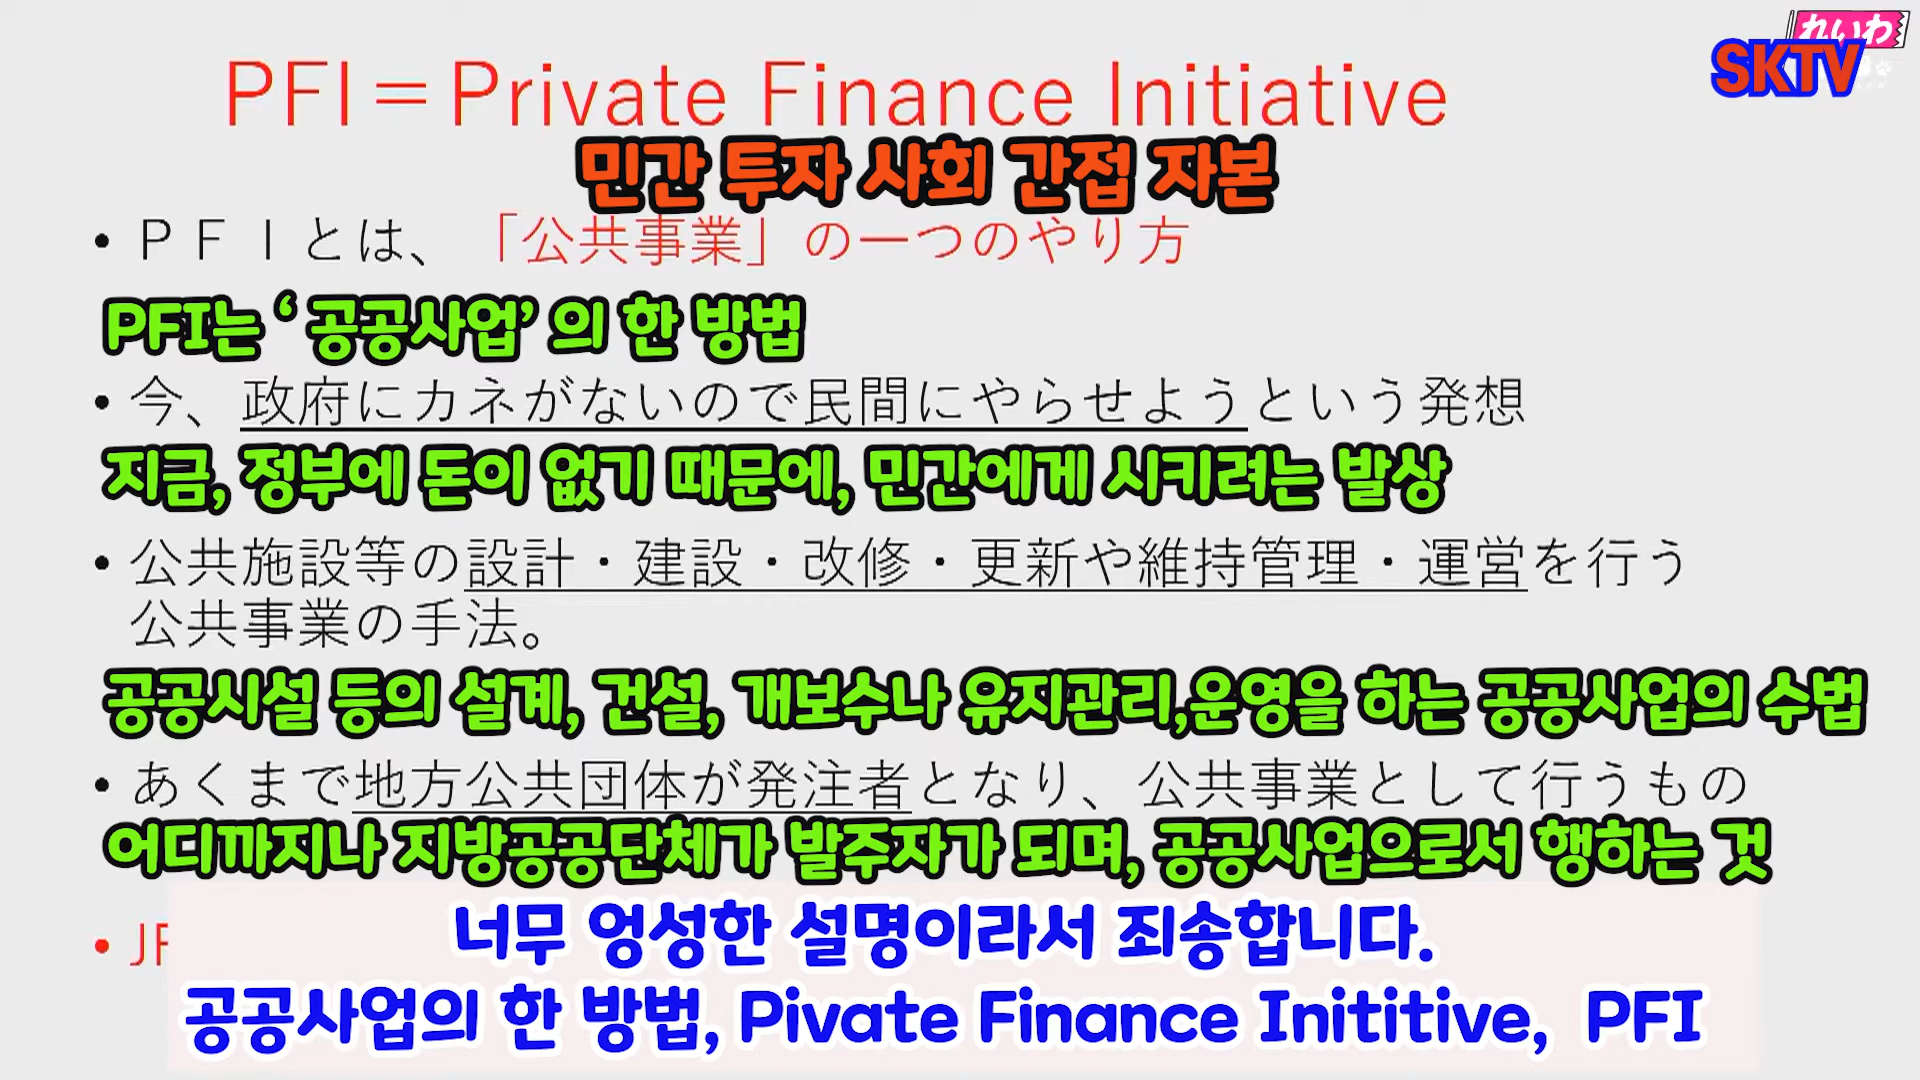 れいわ
SKTV
PFI＝Private Finance Initiative
민간 투자 사회 간접 자본
• ＰＦＩとは、「公共事業」の一つのやり方
PFI는 ‘ 공공사업’ 의 한 방법
• 今、政府にカネがないので民間にやらせようという発想
지금, 정부에 돈이 없기 때문에, 민간에게 시키려는 발상
• 公共施設等の設計・建設・改修・更新や維持管理・運営を行う
公共事業の手法。
공공시설 등의 설계, 건설, 개보수나 유지관리,운영을 하는 공공사업의 수법
• あくまで地方公共団体が発注者となり、公共事業として行うもの
어디까지나 지방공공단체가 발주자가 되며, 공공사업으로서 행하는 것
너무 엉성한 설명이라서 죄송합니다.
공공사업의 한 방법, Pivate Finance Inititive, PFI